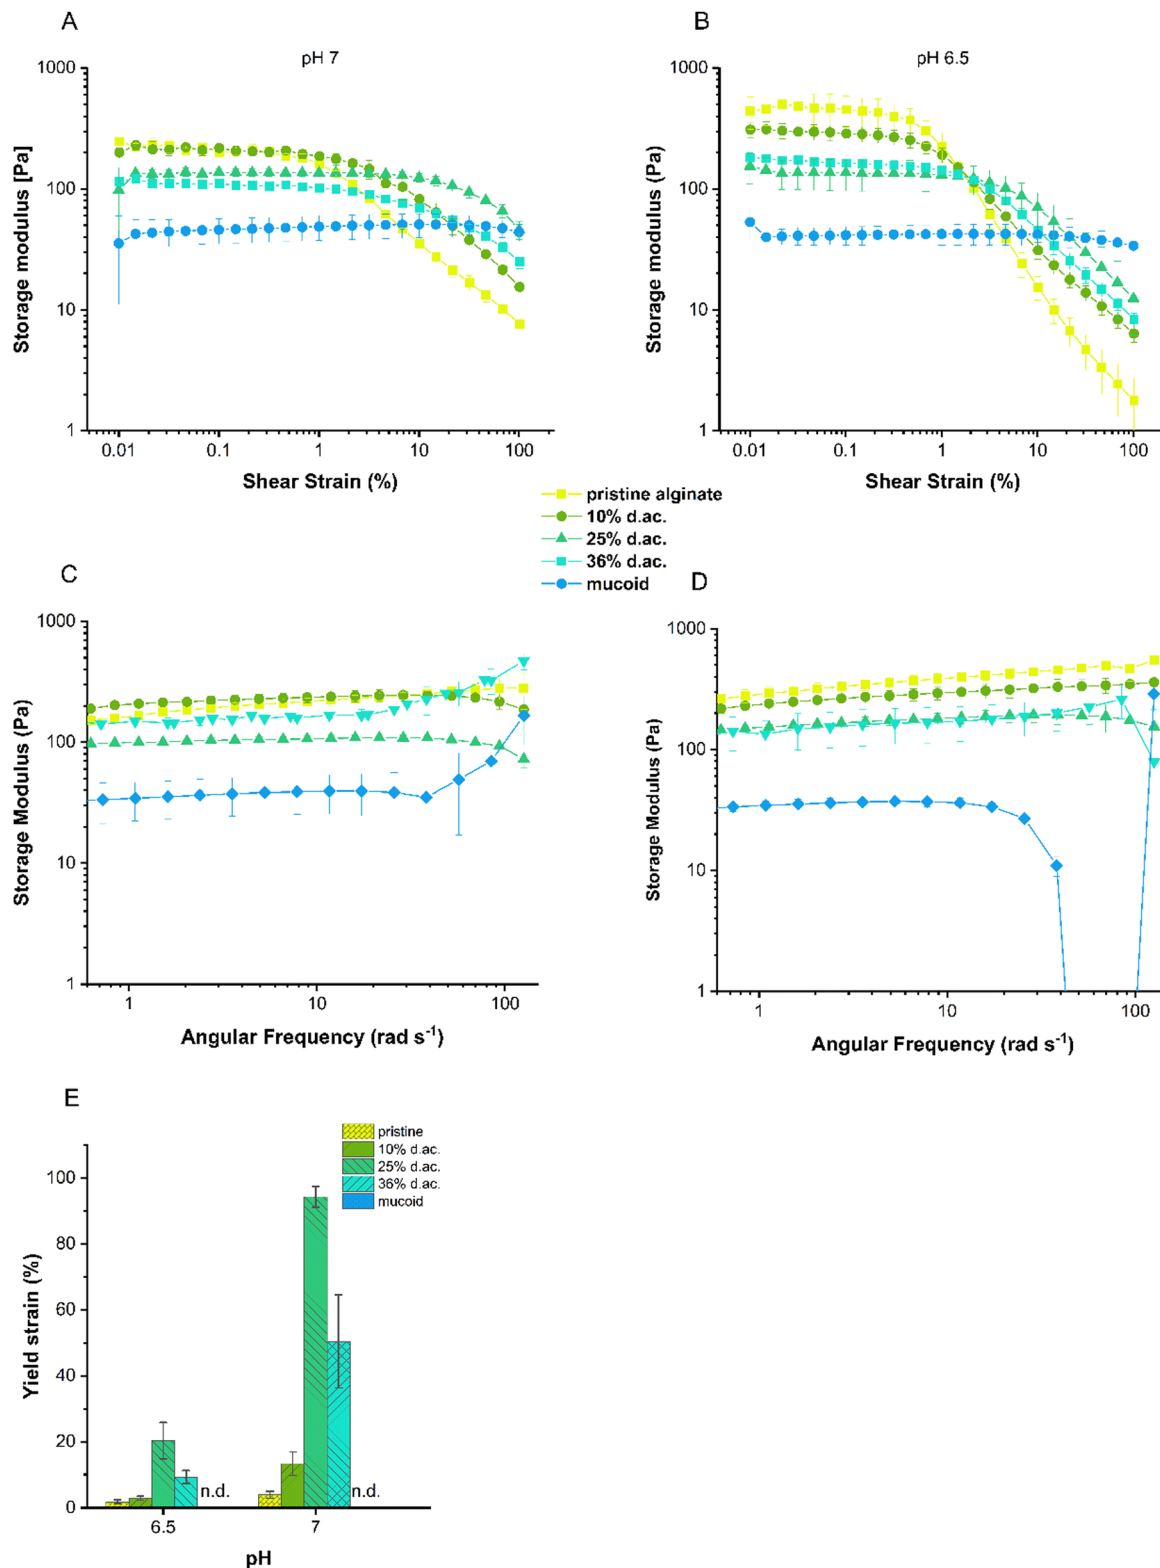 A
pH 7
Storage modulus [Pa]
1000
100
10
1
0.01
0.1
1
10
100
Shear Strain (%)
B
pH 6.5
Storage modulus (Pa)
1000
100
10
1
0.01
0.1
1
10
100
Shear Strain (%)
pristine alginate
10% d.ac.
25% d.ac.
36% d.ac.
mucoid
C
Storage Modulus (Pa)
1000
100
10
1
1
10
100
Angular Frequency (rad s-1)
D
Storage Modulus (Pa)
1000
100
10
1
1
10
100
Angular Frequency (rad s-1)
E
pristine
10% d.ac.
25% d.ac.
36% d.ac.
mucoid
Yield strain (%)
100
80
60
40
20
0
n.d.
n.d.
6.5
7
pH